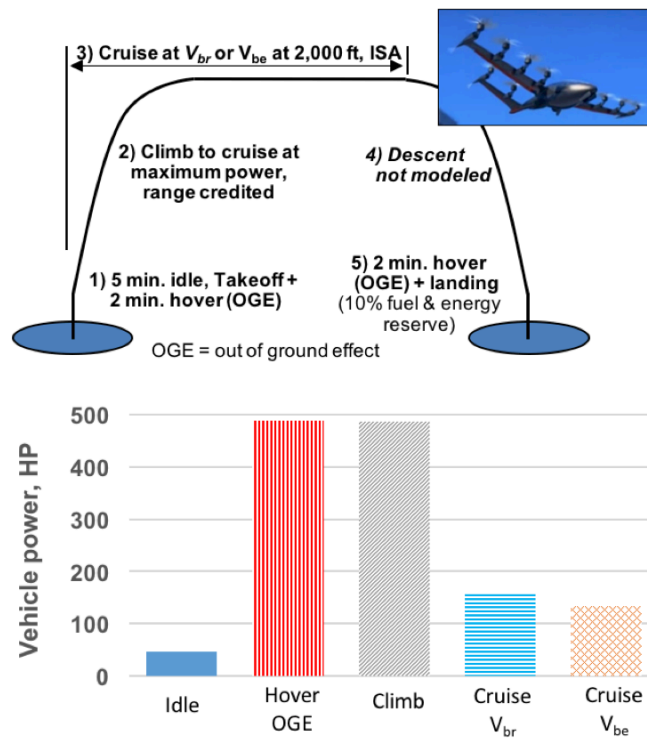 3) Cruise at Vbr or Vbe at 2,000 ft, ISA
2) Climb to cruise at
maximum power,
range credited
4) Descent
not modeled
1) 5 min. idle, Takeoff +
2 min. hover (OGE)
5) 2 min. hover
(OGE) + landing
(10% fuel & energy
reserve)
OGE = out of ground effect
Vehicle power, HP
500
400
300
200
100
0
Idle
Hover
OGE
Climb
Cruise
Vbr
Cruise
Vbe